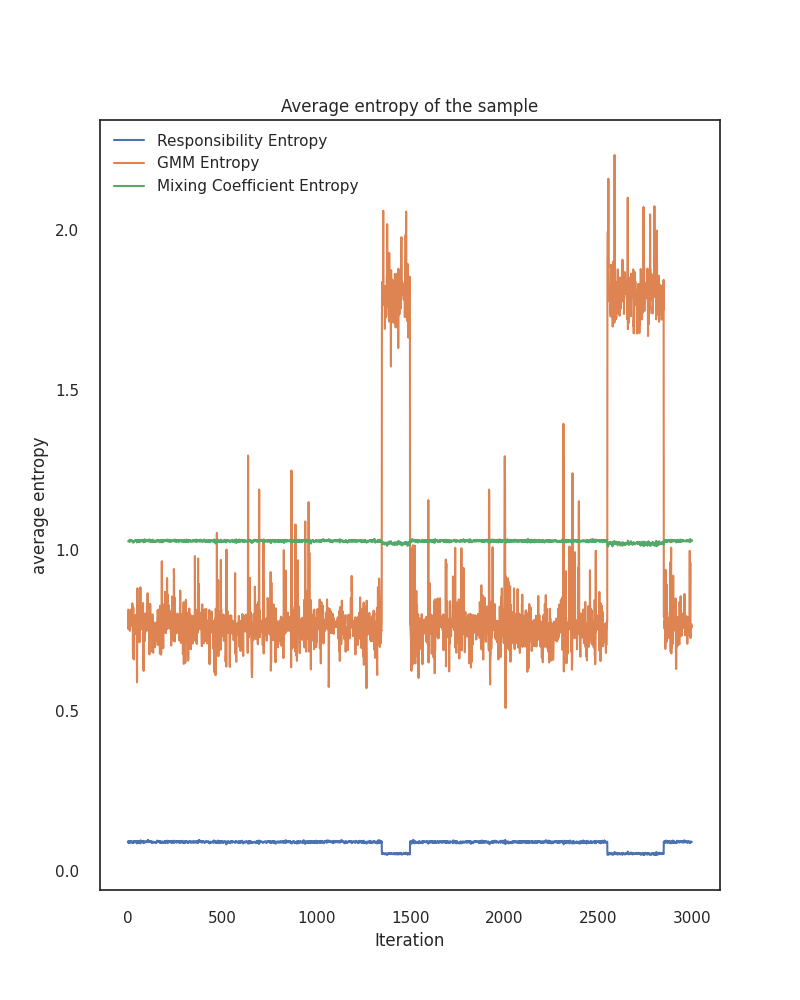 Average entropy of the sample
Responsibility Entropy
GMM Entropy
Mixing Coefficient Entropy
average entropy
2.0
1.5
1.0
0.5
0.0
0 500 1000 1500 2000 2500 3000
Iteration